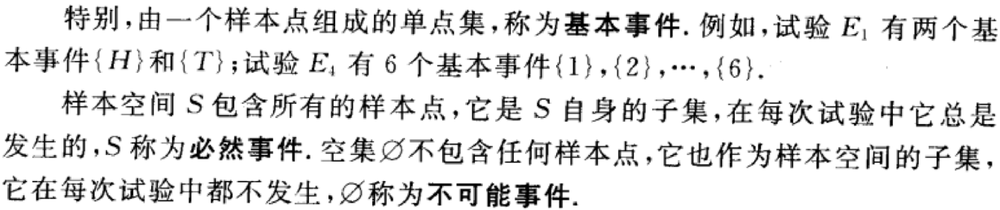 特别,由一个样本点组成的单点集,称为基本事件. 例如,试验 E₁ 有两个基
本事件{H}和{T};试验 E₄ 有 6 个基本事件{1},{2},…,{6}.
样本空间 S 包含所有的样本点,它是 S 自身的子集,在每次试验中它总是
发生的,S 称为必然事件. 空集∅不包含任何样本点,它也作为样本空间的子集,
它在每次试验中都不发生,∅称为不可能事件.